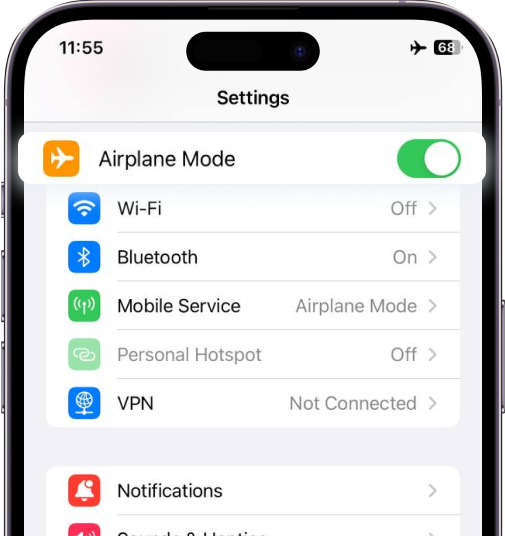 11:55
68
Settings
Airplane Mode
Wi-Fi Off
Bluetooth On
Mobile Service Airplane Mode
Personal Hotspot Off
VPN Not Connected
Notifications